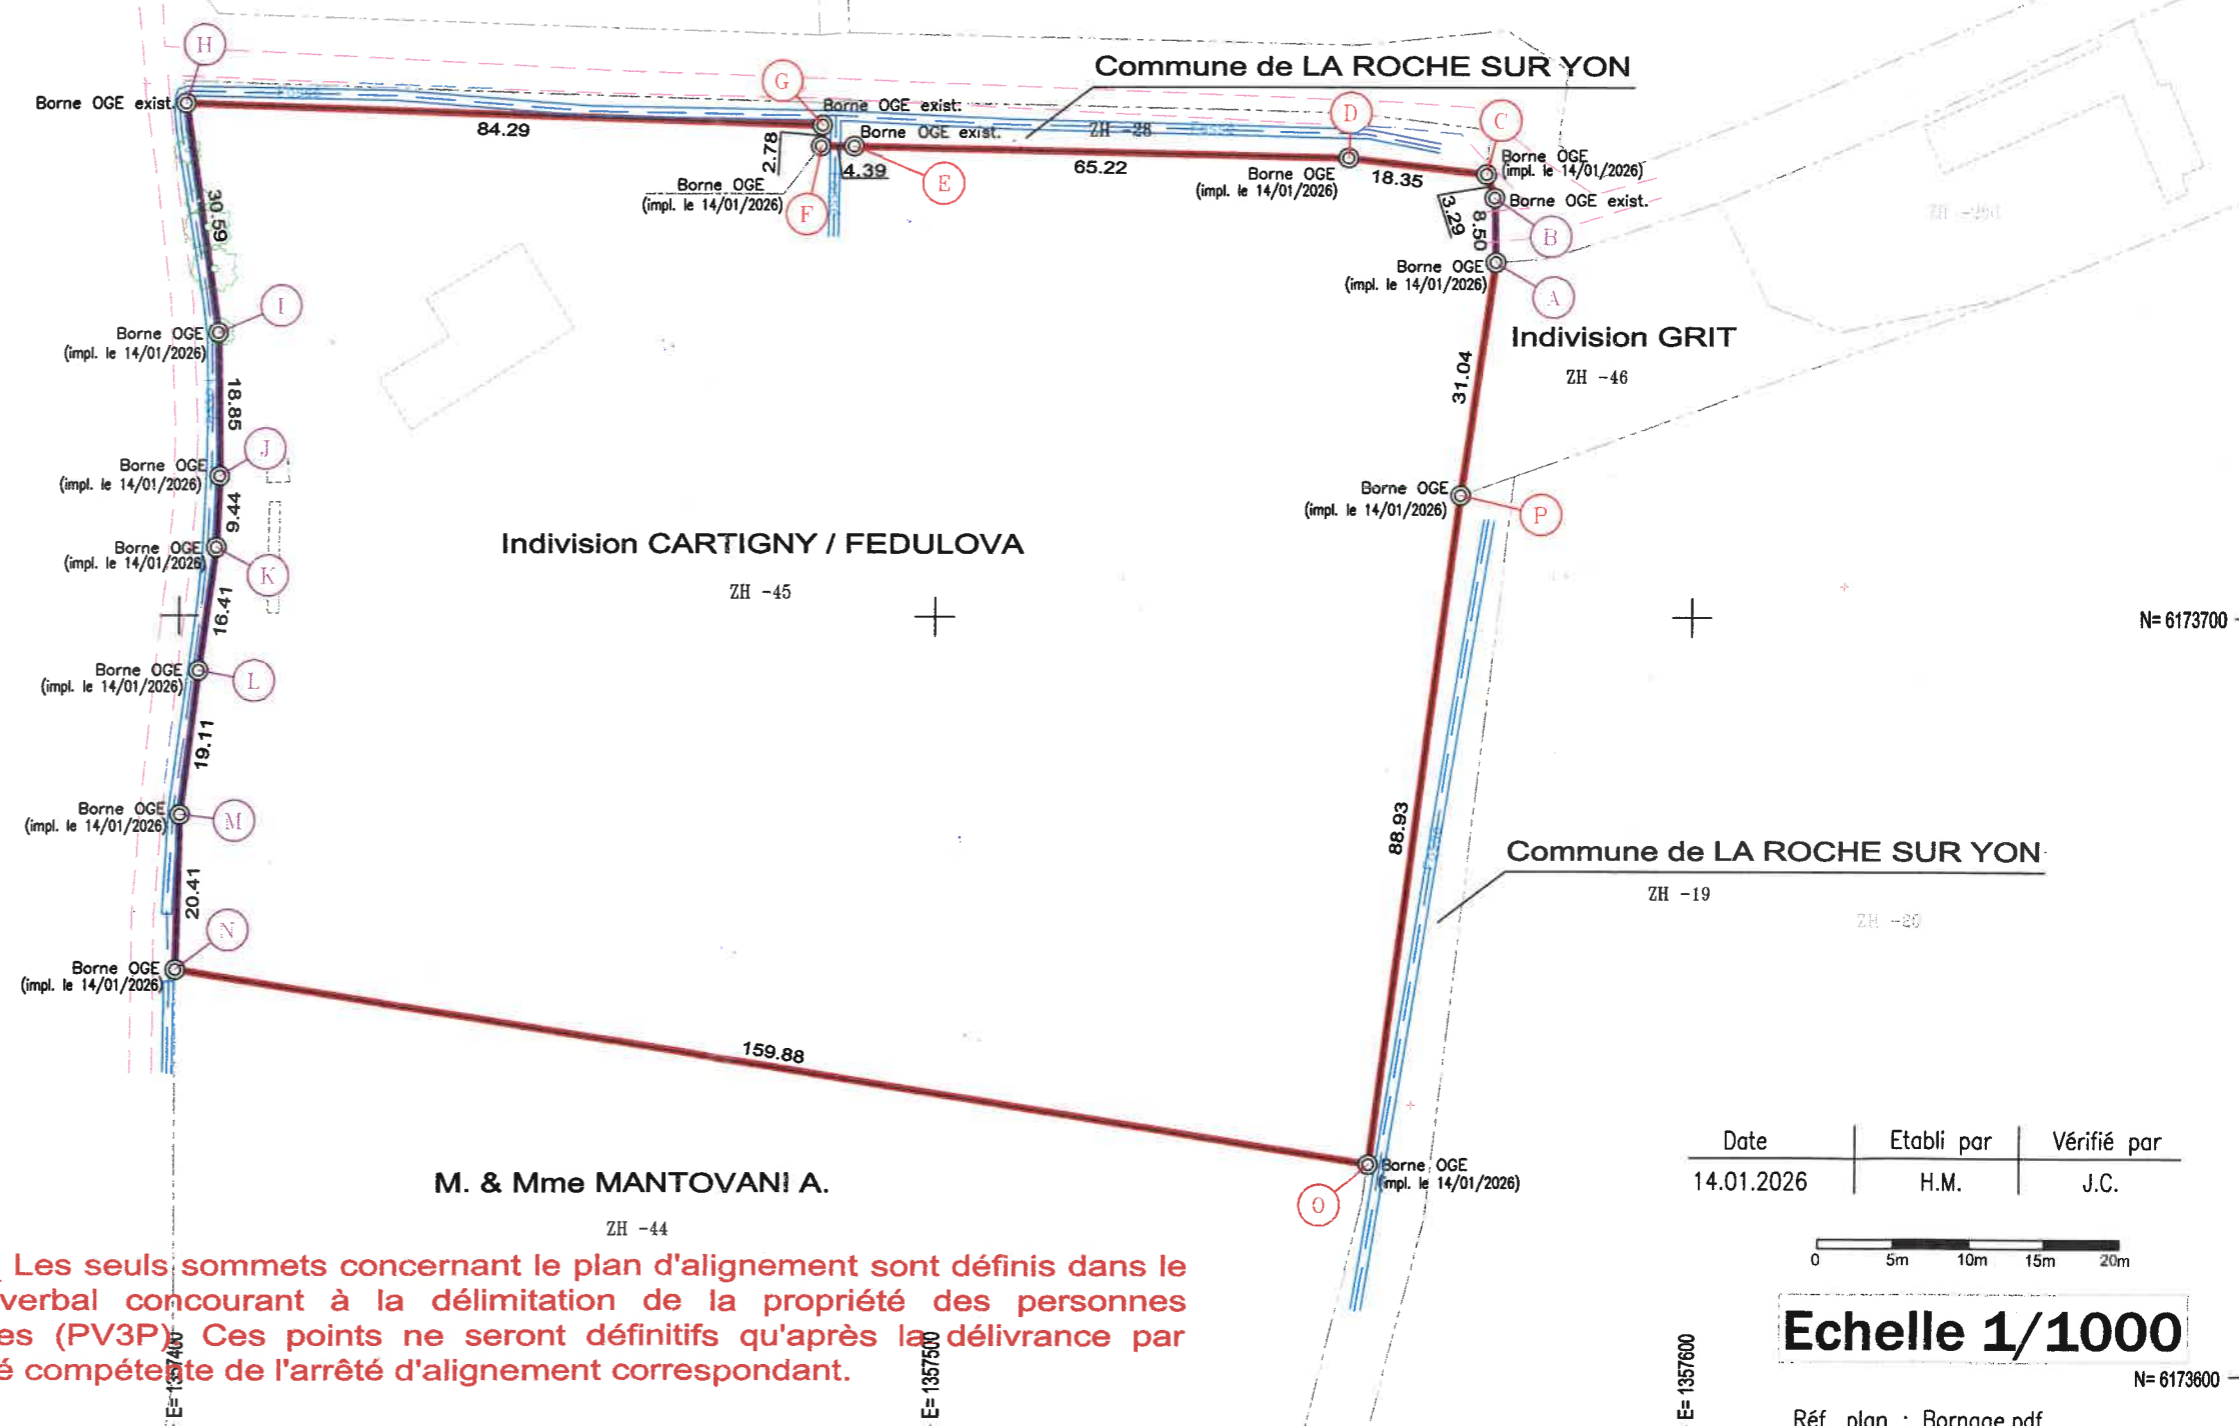 H
G
Commune de LA ROCHE SUR YON
D
C
Borne OGE exist.
84.29
Borne OGE exist.
Borne OGE exist.
ZH -28
2.78
4.39
65.22
E
F
Borne OGE
(impl. le 14/01/2026)
Borne OGE
(impl. le 14/01/2026)
18.35
Borne OGE
(impl. le 14/01/2026)
Borne OGE exist.
3.29
8.50
B
30.59
Borne OGE
(impl. le 14/01/2026)
A
I
Borne OGE
(impl. le 14/01/2026)
Indivision GRIT
ZH -46
31.04
18.85
J
Borne OGE
(impl. le 14/01/2026)
9.44
Borne OGE
(impl. le 14/01/2026)
P
Borne OGE
(impl. le 14/01/2026)
K
Indivision CARTIGNY / FEDULOVA
ZH -45
16.41
N= 6173700
Borne OGE
(impl. le 14/01/2026)
L
19.11
Borne OGE
(impl. le 14/01/2026)
M
88.93
Fossé
Commune de LA ROCHE SUR YON
ZH -19
ZH -20
20.41
N
Borne OGE
(impl. le 14/01/2026)
159.88
Borne OGE
(impl. le 14/01/2026)
O
M. & Mme MANTOVANI A.
ZH -44
Date Etabli par Vérifié par
14.01.2026 H.M. J.C.
0 5m 10m 15m 20m
Les seuls sommets concernant le plan d'alignement sont définis dans le
verbal concourant à la délimitation de la propriété des personnes
es (PV3P). Ces points ne seront définitifs qu'après la délivrance par
é compétente de l'arrêté d'alignement correspondant.
E= 1357400
E= 1357500
E= 1357600
Echelle 1/1000
N= 6173600
Réf. plan : Bornage.pdf